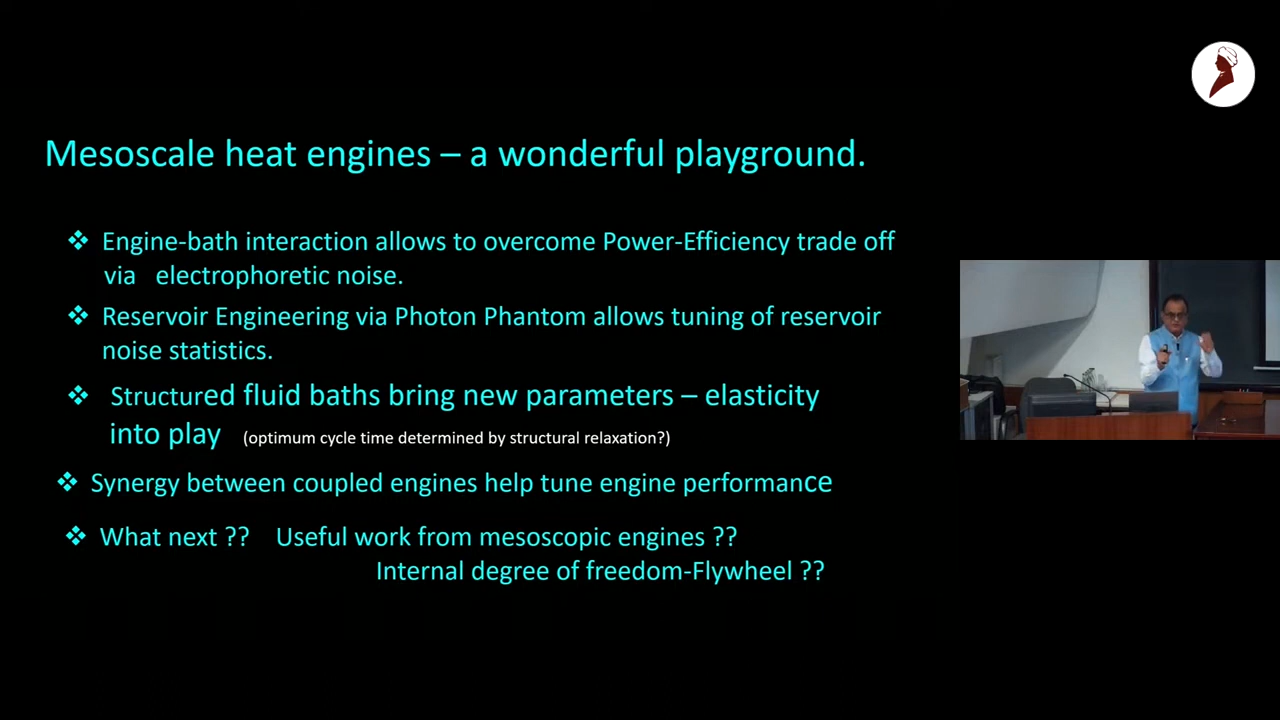 Mesoscale heat engines – a wonderful playground.
❖ Engine-bath interaction allows to overcome Power-Efficiency trade off
via electrophoretic noise.
❖ Reservoir Engineering via Photon Phantom allows tuning of reservoir
noise statistics.
❖ Structured fluid baths bring new parameters – elasticity
into play (optimum cycle time determined by structural relaxation?)
❖ Synergy between coupled engines help tune engine performance
❖ What next ?? Useful work from mesoscopic engines ??
Internal degree of freedom-Flywheel ??